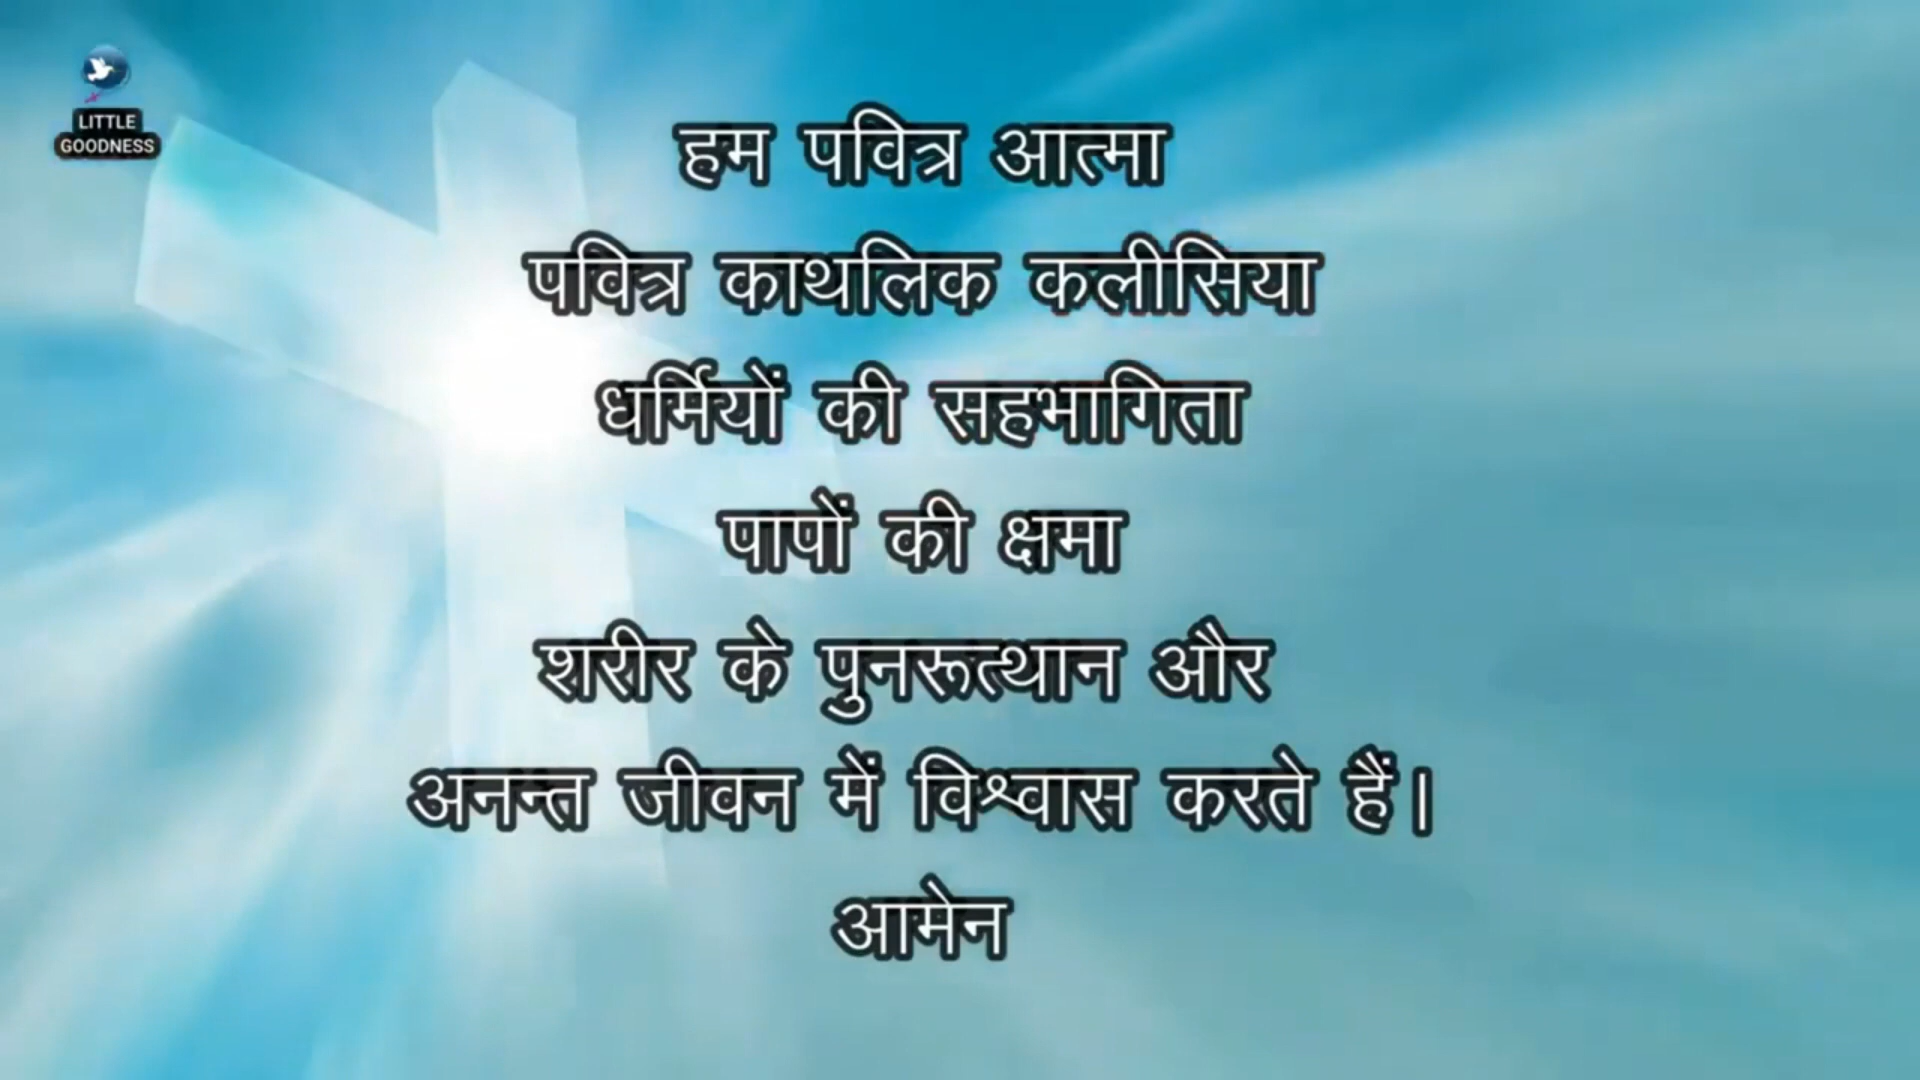 LITTLE
GOODNESS
हम पवित्र आत्मा
पवित्र काथलिक कलीसिया
धर्मियों की सहभागिता
पापों की क्षमा
शरीर के पुनरूत्थान और
अनन्त जीवन में विश्वास करते हैं।
आमेन